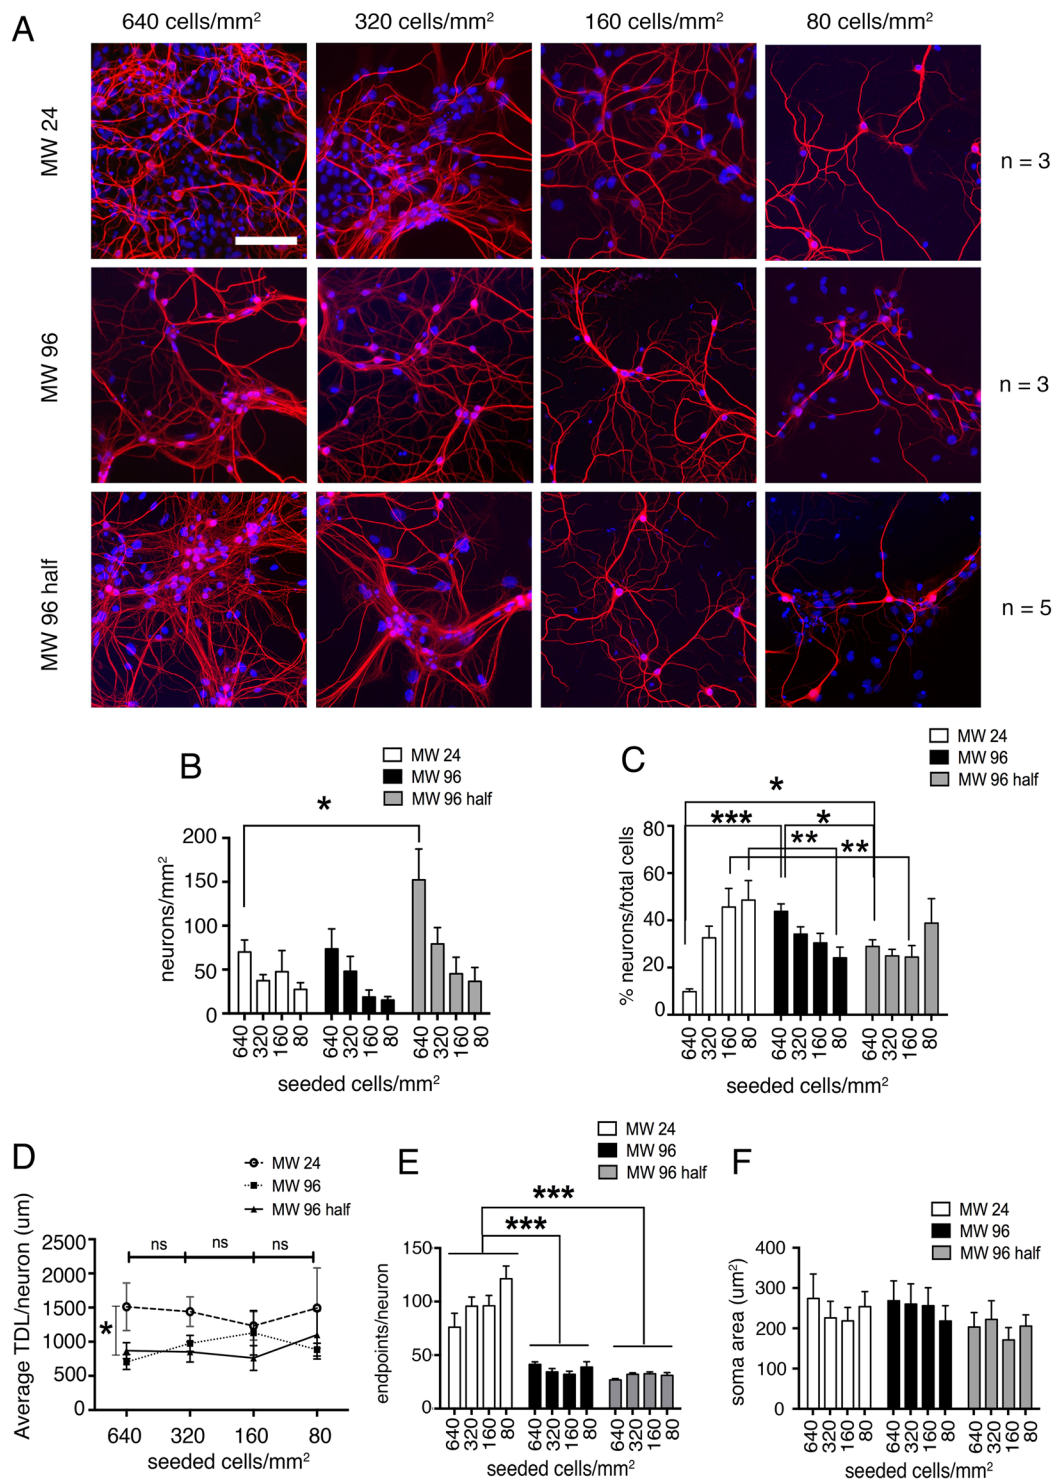 A
640 cells/mm²
320 cells/mm²
160 cells/mm²
80 cells/mm²
MW 24
n = 3
MW 96
n = 3
MW 96 half
n = 5
B
MW 24
MW 96
MW 96 half
*
neurons/mm²
200
150
100
50
0
640 320 160 80 640 320 160 80 640 320 160 80
seeded cells/mm²
C
MW 24
MW 96
MW 96 half
*
*** *
** **
% neurons/total cells
80
60
40
20
0
640 320 160 80 640 320 160 80 640 320 160 80
seeded cells/mm²
D
MW 24
MW 96
MW 96 half
Average TDL/neuron (um)
2500
2000
1500
1000
500
0
ns ns ns
*
640 320 160 80
seeded cells/mm²
E
MW 24
MW 96
MW 96 half
***
***
endpoints/neuron
150
100
50
0
640 320 160 80 640 320 160 80 640 320 160 80
seeded cells/mm²
F
MW 24
MW 96
MW 96 half
soma area (um²)
400
300
200
100
0
640 320 160 80 640 320 160 80 640 320 160 80
seeded cells/mm²